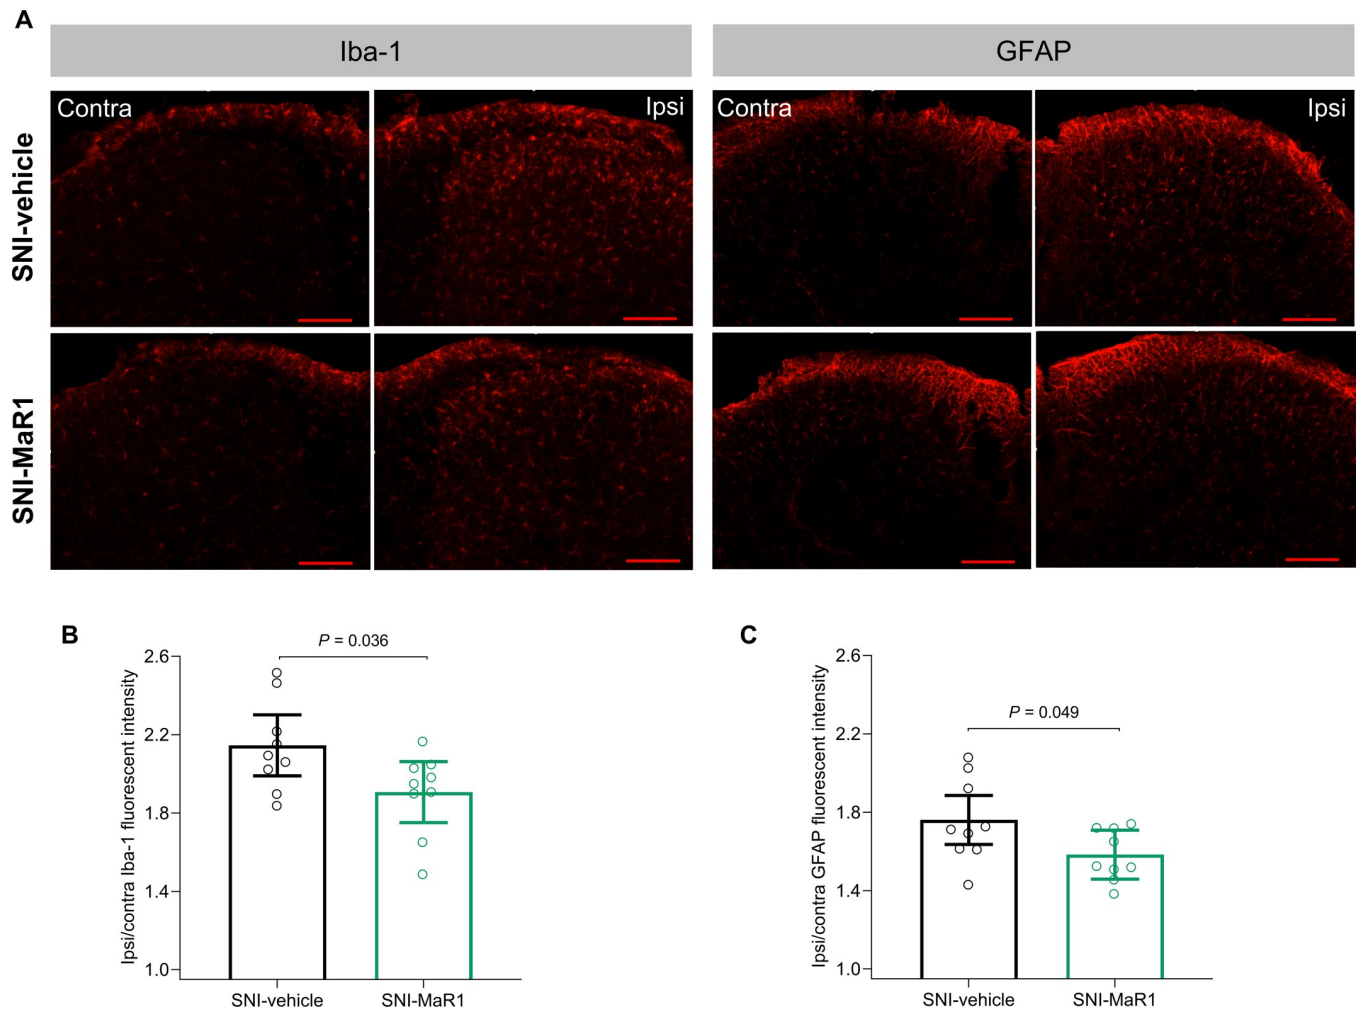 A
Iba-1
GFAP
SNI-vehicle
Contra
Ipsi
Contra
Ipsi
SNI-MaR1
B
P = 0.036
Ipsi/contra Iba-1 fluorescent intensity
2.6
2.2
1.8
1.4
1.0
SNI-vehicle
SNI-MaR1
C
P = 0.049
Ipsi/contra GFAP fluorescent intensity
2.6
2.2
1.8
1.4
1.0
SNI-vehicle
SNI-MaR1